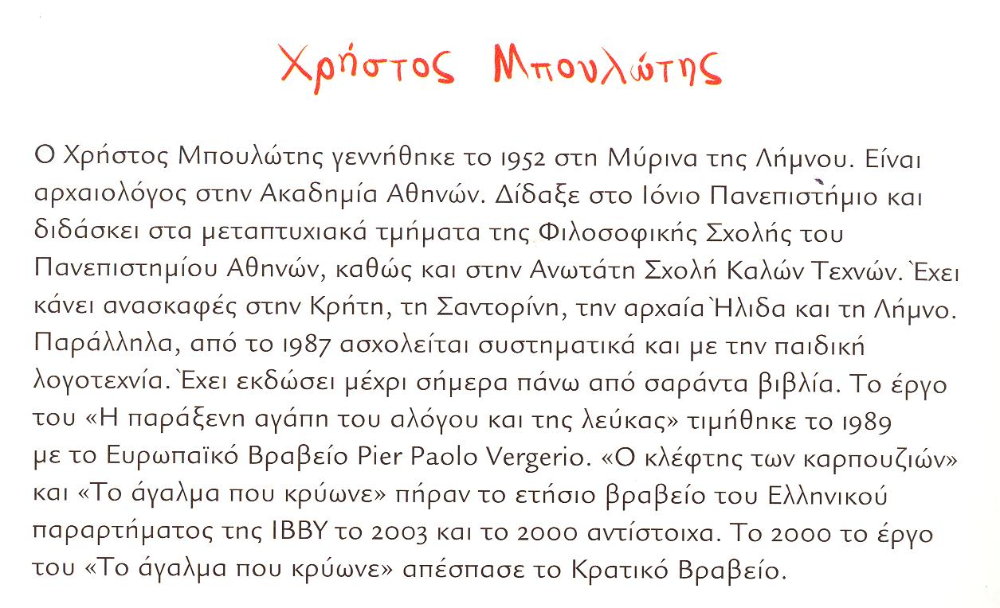 Χρήστος Μπουλώτης
Ο Χρήστος Μπουλώτης γεννήθηκε το 1952 στη Μύρινα της Λήμνου. Είναι
αρχαιολόγος στην Ακαδημία Αθηνών. Δίδαξε στο Ιόνιο Πανεπιστήμιο και
διδάσκει στα μεταπτυχιακά τμήματα της Φιλοσοφικής Σχολής του
Πανεπιστημίου Αθηνών, καθώς και στην Ανωτάτη Σχολή Καλών Τεχνών. Έχει
κάνει ανασκαφές στην Κρήτη, τη Σαντορίνη, την αρχαία Ήλιδα και τη Λήμνο.
Παράλληλα, από το 1987 ασχολείται συστηματικά και με την παιδική
λογοτεχνία. Έχει εκδώσει μέχρι σήμερα πάνω από σαράντα βιβλία. Το έργο
του «Η παράξενη αγάπη του αλόγου και της λεύκας» τιμήθηκε το 1989
με το Ευρωπαϊκό Βραβείο Pier Paolo Vergerio. «Ο κλέφτης των καρπουζιών»
και «Το άγαλμα που κρύωνε» πήραν το ετήσιο βραβείο του Ελληνικού
παραρτήματος της IBBY το 2003 και το 2000 αντίστοιχα. Το 2000 το έργο
του «Το άγαλμα που κρύωνε» απέσπασε το Κρατικό Βραβείο.